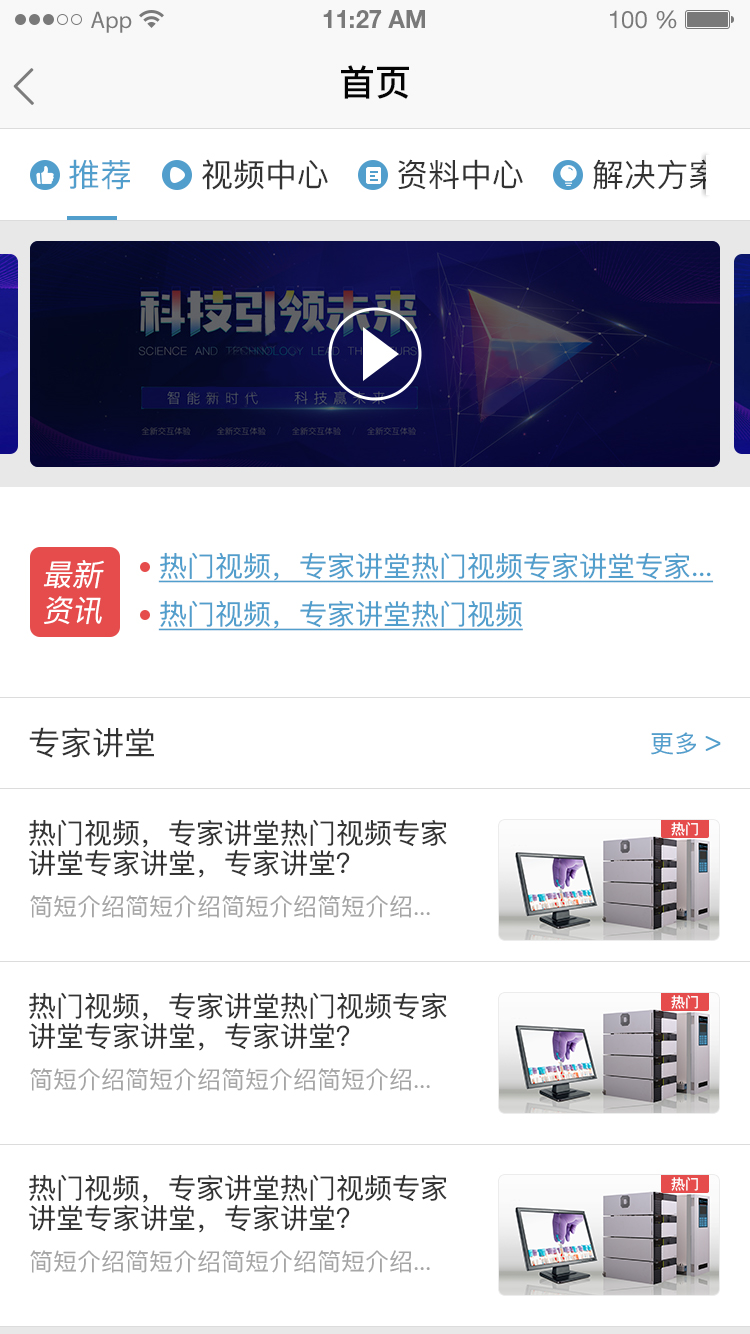 App 11:27 AM 100 %
首页
推荐 视频中心 资料中心 解决方案
科技引领未来
SCIENCE AND TECHNOLOGY LEAD THE
智能新时代 科技赢未来
全新交互体验 / 全新交互体验 / 全新交互体验 / 全新交互体验
最新
资讯
热门视频，专家讲堂热门视频专家讲堂专家...
热门视频，专家讲堂热门视频
专家讲堂 更多 >
热门视频，专家讲堂热门视频专家
讲堂专家讲堂，专家讲堂？
简短介绍简短介绍简短介绍简短介绍...
热门
热门视频，专家讲堂热门视频专家
讲堂专家讲堂，专家讲堂？
简短介绍简短介绍简短介绍简短介绍...
热门
热门视频，专家讲堂热门视频专家
讲堂专家讲堂，专家讲堂？
简短介绍简短介绍简短介绍简短介绍...
热门